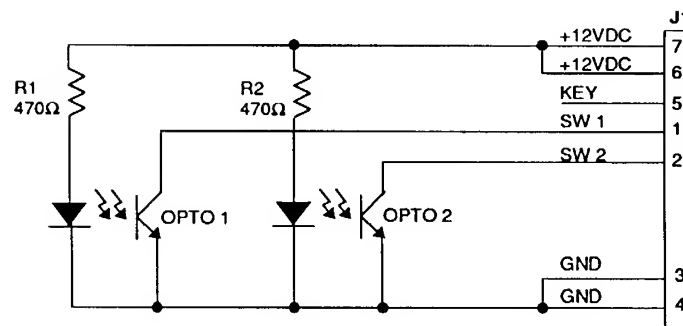 J1
+12VDC 7
+12VDC 6
R1
470Ω
R2
470Ω
KEY 5
SW 1 1
SW 2 2
OPTO 1
OPTO 2
GND 3
GND 4